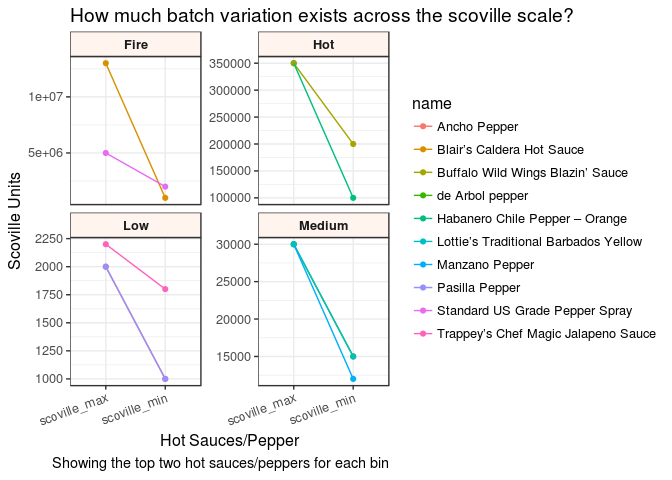 How much batch variation exists across the scoville scale?
Fire
Hot
1e+07
5e+06
350000
300000
250000
200000
150000
100000
Low
Medium
2250
2000
1750
1500
1250
1000
30000
25000
20000
15000
scoville_max
scoville_min
scoville_max
scoville_min
Scoville Units
Hot Sauces/Pepper
Showing the top two hot sauces/peppers for each bin
name
Ancho Pepper
Blair's Caldera Hot Sauce
Buffalo Wild Wings Blazin' Sauce
de Arbol pepper
Habanero Chile Pepper – Orange
Lottie's Traditional Barbados Yellow
Manzano Pepper
Pasilla Pepper
Standard US Grade Pepper Spray
Trappey's Chef Magic Jalapeno Sauce